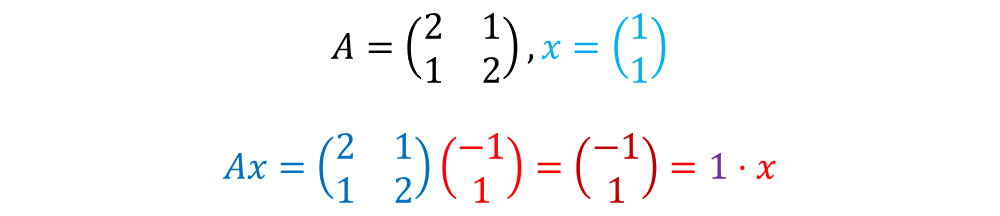 A = (2 1 1 2), x = (1 1)
Ax = (2 1 1 2)(−1 1) = (−1 1) = 1 · x